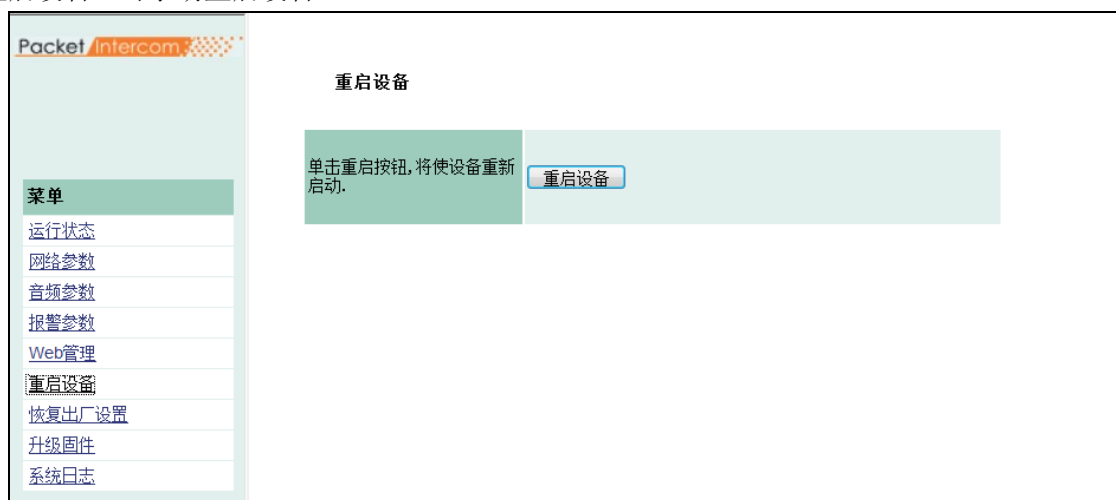 Packet Intercom
重启设备
单击重启按钮,将使设备重新
启动.
重启设备
菜单
运行状态
网络参数
音频参数
报警参数
Web管理
重启设备
恢复出厂设置
升级固件
系统日志